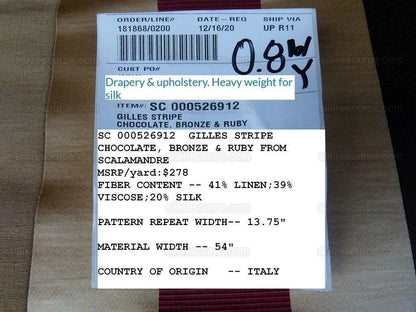 ORDER/LINE# DATE-REQ SHIP VIA
181868/0200 12/16/20 UP R11
0.8 lb/Y
CUST PO#
Drapery & upholstery. Heavy weight for
silk
ITEM#: SC 000526912
GILLES STRIPE
CHOCOLATE, BRONZE & RUBY
SC 000526912 GILLES STRIPE
CHOCOLATE, BRONZE & RUBY FROM
SCALAMANDRE
MSRP/yard:$278
FIBER CONTENT -- 41% LINEN;39%
VISCOSE;20% SILK
PATTERN REPEAT WIDTH-- 13.75"
MATERIAL WIDTH -- 54"
COUNTRY OF ORIGIN -- ITALY